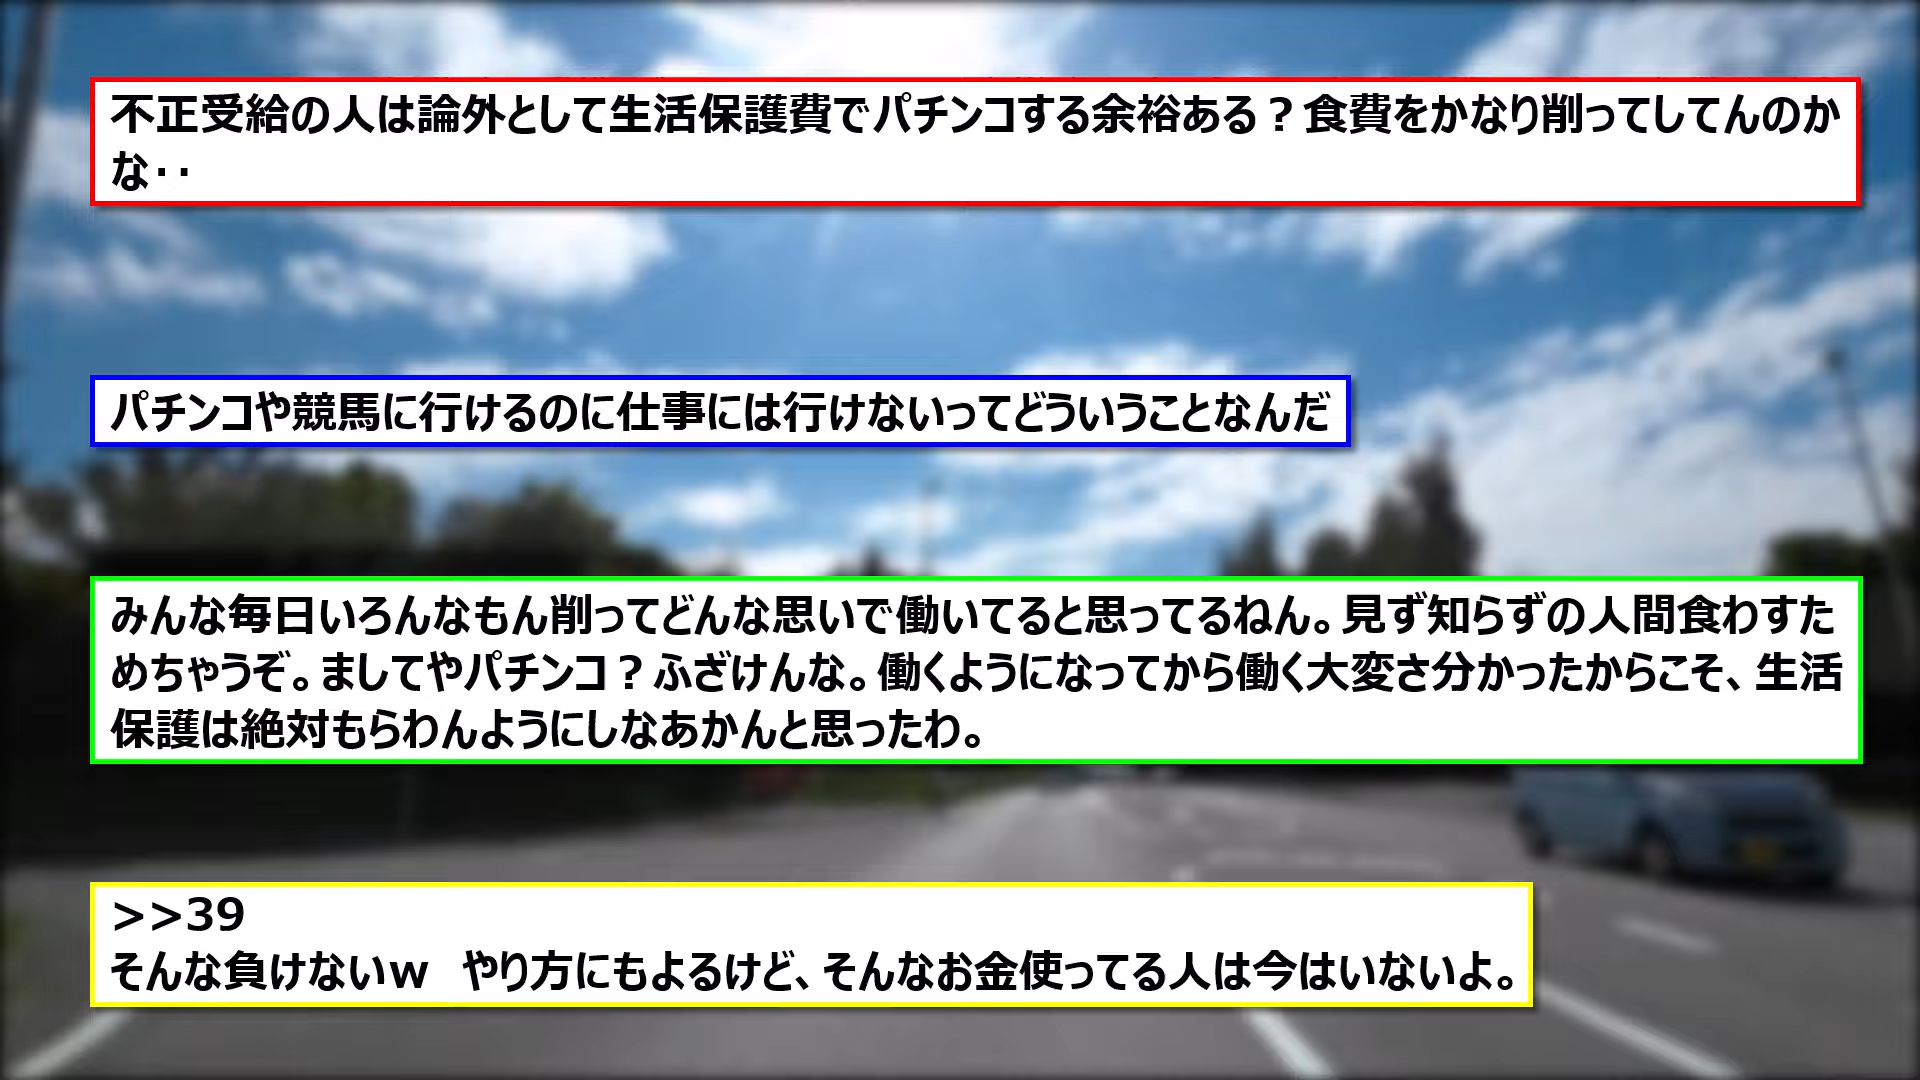 不正受給の人は論外として生活保護費でパチンコする余裕ある？食費をかなり削ってしてんのか
な‥
パチンコや競馬に行けるのに仕事には行けないってどういうことなんだ
みんな毎日いろんなもん削ってどんな思いで働いてると思ってるねん。見ず知らずの人間食わすた
めちゃうぞ。ましてやパチンコ？ふざけんな。働くようになってから働く大変さ分かったからこそ、生活
保護は絶対もらわんようにしなあかんと思ったわ。
>>39
そんな負けないｗ　やり方にもよるけど、そんなお金使ってる人は今はいないよ。